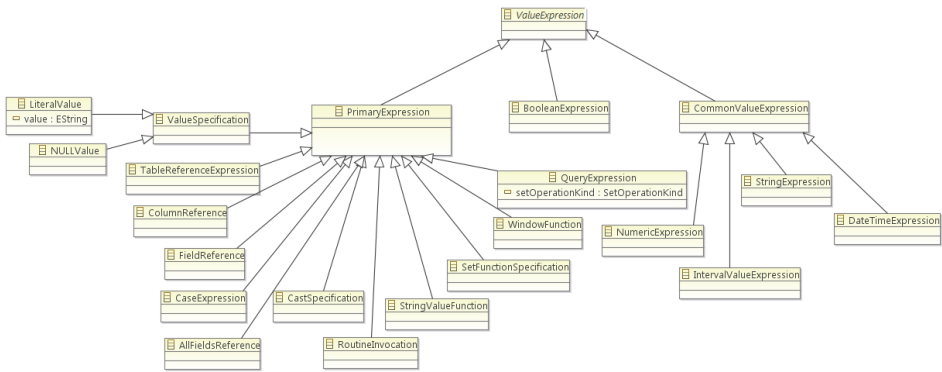 ValueExpression
LiteralValue
value : EString
ValueSpecification
PrimaryExpression
BooleanExpression
CommonValueExpression
NULLValue
TableReferenceExpression
QueryExpression
setOperationKind : SetOperationKind
StringExpression
ColumnReference
WindowFunction
NumericExpression
DateTimeExpression
FieldReference
SetFunctionSpecification
IntervalValueExpression
CaseExpression
CastSpecification
StringValueFunction
AllFieldsReference
RoutineInvocation